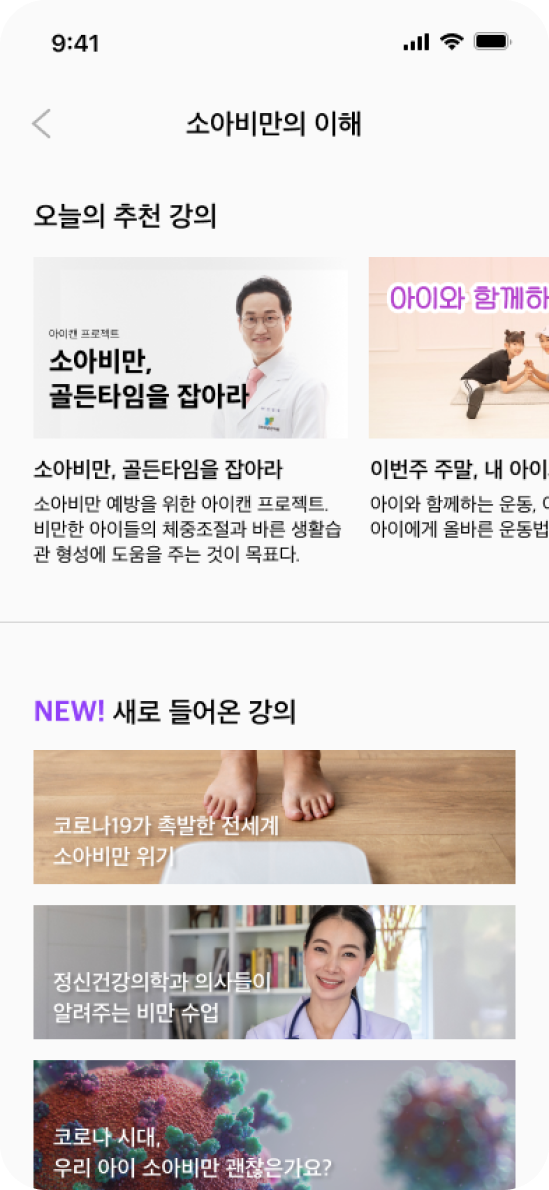 9:41
소아비만의 이해
오늘의 추천 강의
아이캔 프로젝트
소아비만,
골든타임을 잡아라
아이와 함께하
소아비만, 골든타임을 잡아라
소아비만 예방을 위한 아이캔 프로젝트.
비만한 아이들의 체중조절과 바른 생활습
관 형성에 도움을 주는 것이 목표다.
이번주 주말, 내 아이
아이와 함께하는 운동,
아이에게 올바른 운동법
NEW! 새로 들어온 강의
코로나19가 촉발한 전세계
소아비만 위기
정신건강의학과 의사들이
알려주는 비만 수업
코로나 시대,
우리 아이 소아비만 괜찮은가요?